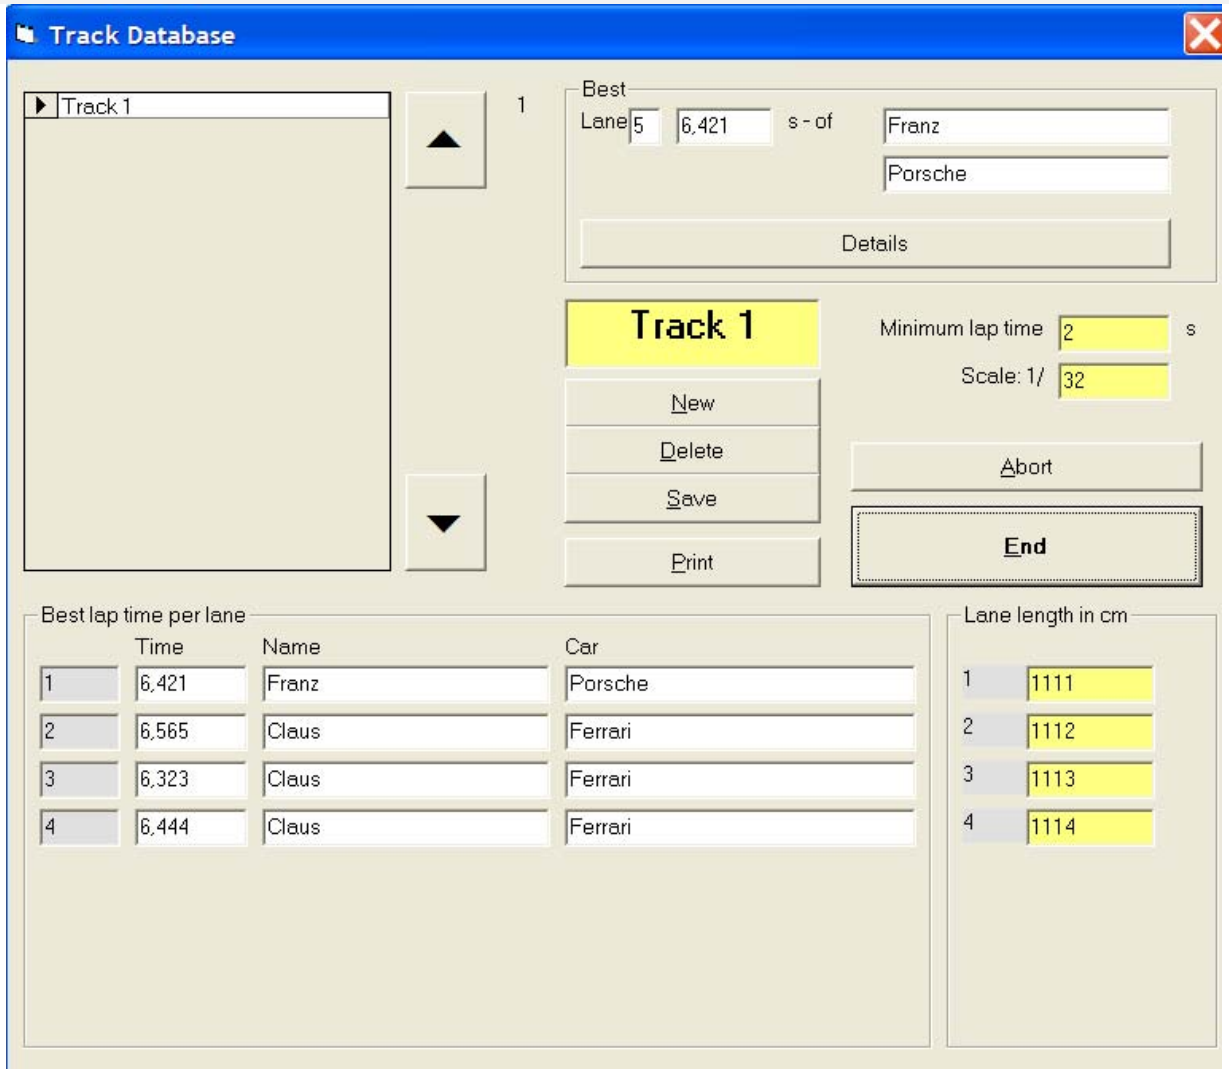 Track Database
Track 1
1
Best
Lane 5 6,421 s - of Franz
Porsche
Details
Track 1
Minimum lap time 2 s
Scale: 1/ 32
New
Delete
Save
Print
Abort
End
Best lap time per lane
Time Name Car
1 6,421 Franz Porsche
2 6,565 Claus Ferrari
3 6,323 Claus Ferrari
4 6,444 Claus Ferrari
Lane length in cm
1 1111
2 1112
3 1113
4 1114